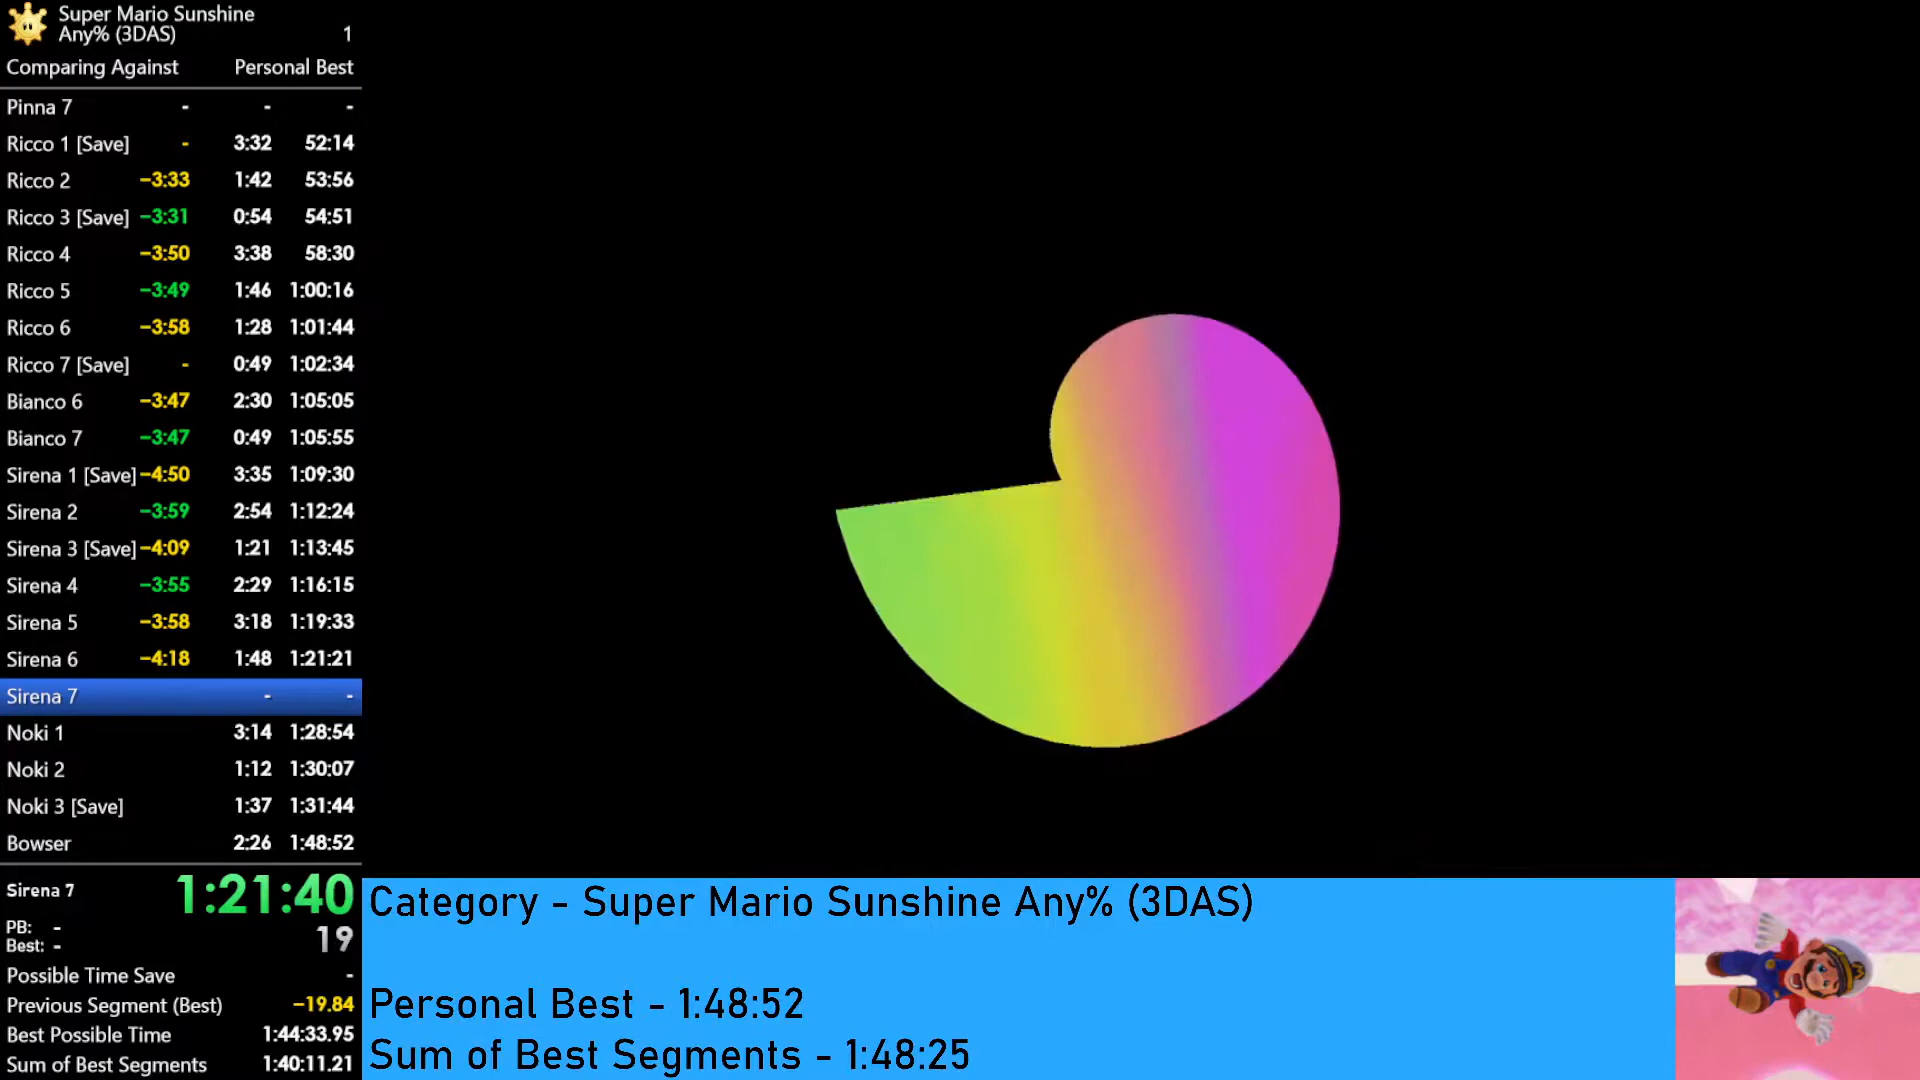 Super Mario Sunshine
Any% (3DAS) 1
Comparing Against Personal Best
Pinna 7 - - -
Ricco 1 [Save] - 3:32 52:14
Ricco 2 −3:33 1:42 53:56
Ricco 3 [Save] −3:31 0:54 54:51
Ricco 4 −3:50 3:38 58:30
Ricco 5 −3:49 1:46 1:00:16
Ricco 6 −3:58 1:28 1:01:44
Ricco 7 [Save] - 0:49 1:02:34
Bianco 6 −3:47 2:30 1:05:05
Bianco 7 −3:47 0:49 1:05:55
Sirena 1 [Save] −4:50 3:35 1:09:30
Sirena 2 −3:59 2:54 1:12:24
Sirena 3 [Save] −4:09 1:21 1:13:45
Sirena 4 −3:55 2:29 1:16:15
Sirena 5 −3:58 3:18 1:19:33
Sirena 6 −4:18 1:48 1:21:21
Sirena 7 - -
Noki 1 3:14 1:28:54
Noki 2 1:12 1:30:07
Noki 3 [Save] 1:37 1:31:44
Bowser 2:26 1:48:52
Sirena 7 1:21:40
PB: -
Best: - 19
Possible Time Save -
Previous Segment (Best) −19.84
Best Possible Time 1:44:33.95
Sum of Best Segments 1:40:11.21
Category - Super Mario Sunshine Any% (3DAS)
Personal Best - 1:48:52
Sum of Best Segments - 1:48:25